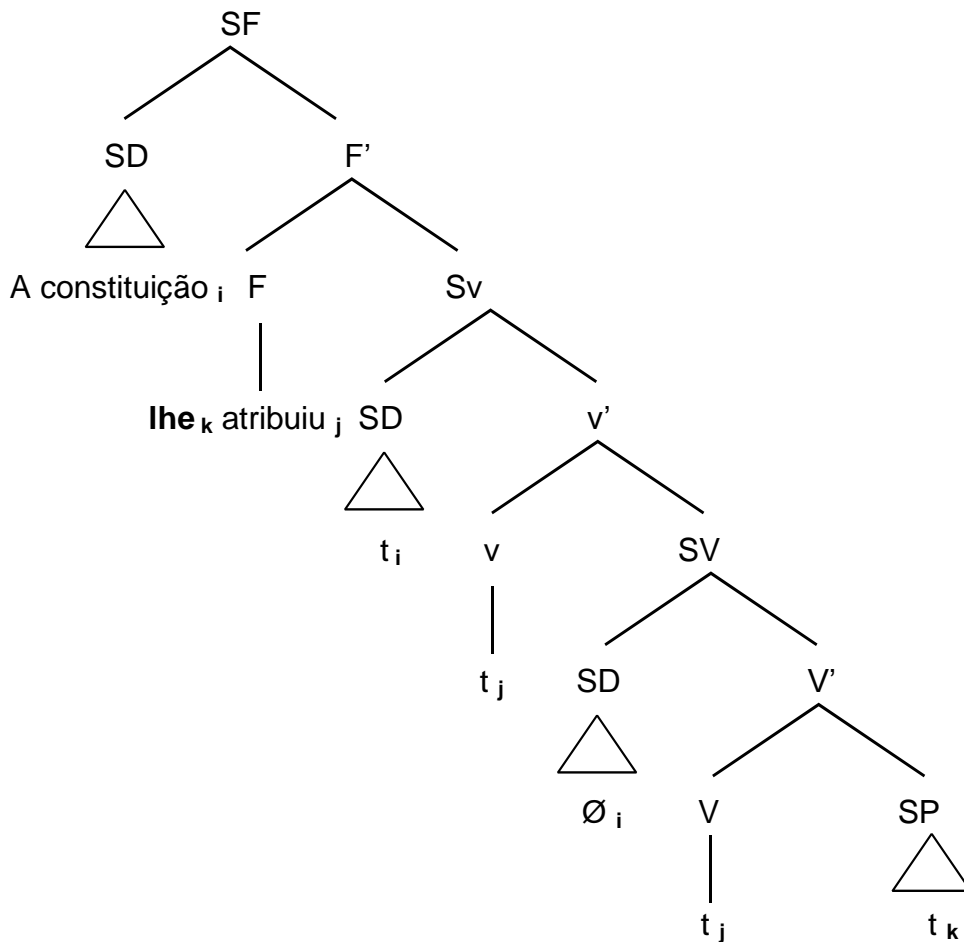 SF
SD F’
A constituição i F Sv
lhe k atribuiu j SD v’
t i v SV
t j SD V’
Ø i V SP
t j t k